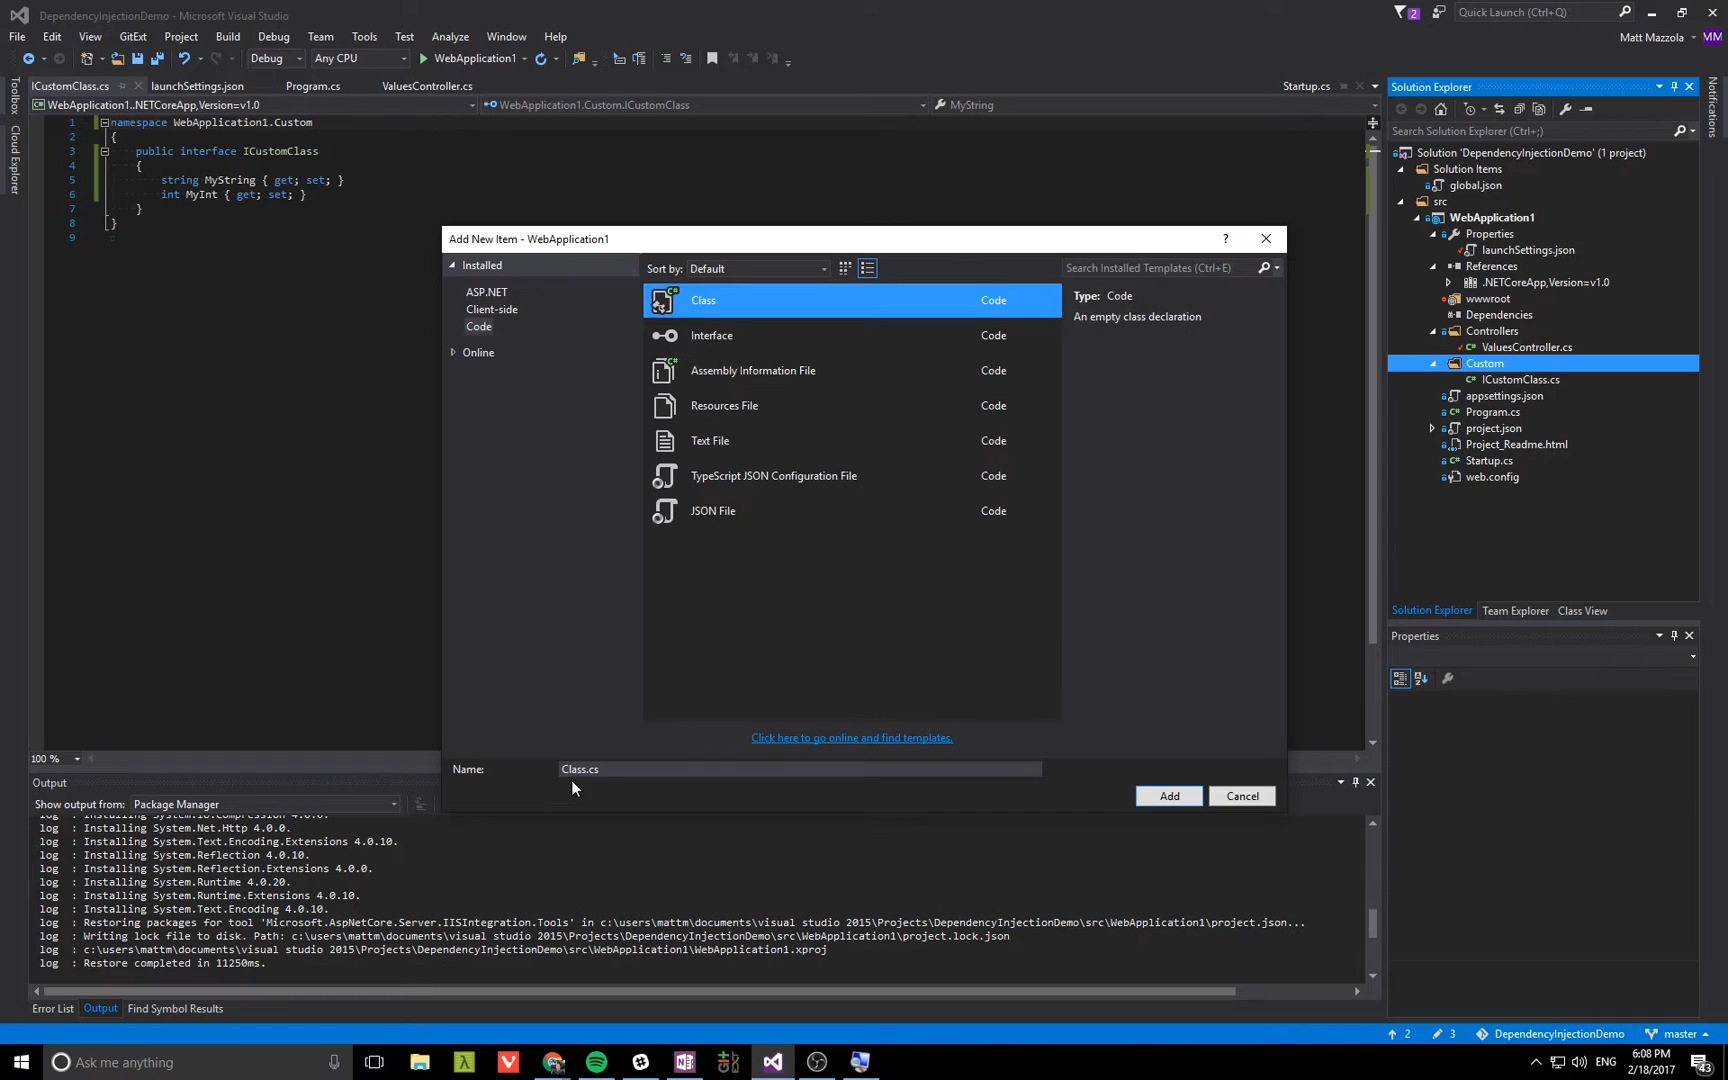 DependencyInjectionDemo - Microsoft Visual Studio
2
Quick Launch (Ctrl+Q)
File Edit View GitExt Project Build Debug Team Tools Test Analyze Window Help
Matt Mazzola MM
Debug Any CPU WebApplication1
ICustomClass.cs launchSettings.json Program.cs ValuesController.cs Startup.cs
WebApplication1..NETCoreApp,Version=v1.0 WebApplication1.Custom.ICustomClass MyString
Toolbox
Cloud Explorer
1 namespace WebApplication1.Custom
2 {
3 public interface ICustomClass
4 {
5 string MyString { get; set; }
6 int MyInt { get; set; }
7 }
8 }
9
Add New Item - WebApplication1
?
Installed
ASP.NET
Client-side
Code
Online
Sort by: Default
Search Installed Templates (Ctrl+E)
Class Code
Interface Code
Assembly Information File Code
Resources File Code
Text File Code
TypeScript JSON Configuration File Code
JSON File Code
Type: Code
An empty class declaration
Click here to go online and find templates.
Name: Class.cs
Add Cancel
Solution Explorer
Search Solution Explorer (Ctrl+;)
Solution 'DependencyInjectionDemo' (1 project)
Solution Items
global.json
src
WebApplication1
Properties
launchSettings.json
References
.NETCoreApp,Version=v1.0
wwwroot
Dependencies
Controllers
ValuesController.cs
Custom
ICustomClass.cs
appsettings.json
Program.cs
project.json
Project_Readme.html
Startup.cs
web.config
Solution Explorer Team Explorer Class View
Properties
Notifications
100 %
Output
Show output from: Package Manager
log : Installing System.IO.Compression 4.0.0.
log : Installing System.Net.Http 4.0.0.
log : Installing System.Text.Encoding.Extensions 4.0.10.
log : Installing System.Reflection 4.0.10.
log : Installing System.Reflection.Extensions 4.0.0.
log : Installing System.Runtime 4.0.20.
log : Installing System.Runtime.Extensions 4.0.10.
log : Installing System.Text.Encoding 4.0.10.
log : Restoring packages for tool 'Microsoft.AspNetCore.Server.IISIntegration.Tools' in c:\users\mattm\documents\visual studio 2015\Projects\DependencyInjectionDemo\src\WebApplication1\project.json...
log : Writing lock file to disk. Path: c:\users\mattm\documents\visual studio 2015\Projects\DependencyInjectionDemo\src\WebApplication1\project.lock.json
log : c:\users\mattm\documents\visual studio 2015\Projects\DependencyInjectionDemo\src\WebApplication1\WebApplication1.xproj
log : Restore completed in 11250ms.
Error List Output Find Symbol Results
2 3 DependencyInjectionDemo master
Ask me anything
ENG
6:08 PM
2/18/2017
43